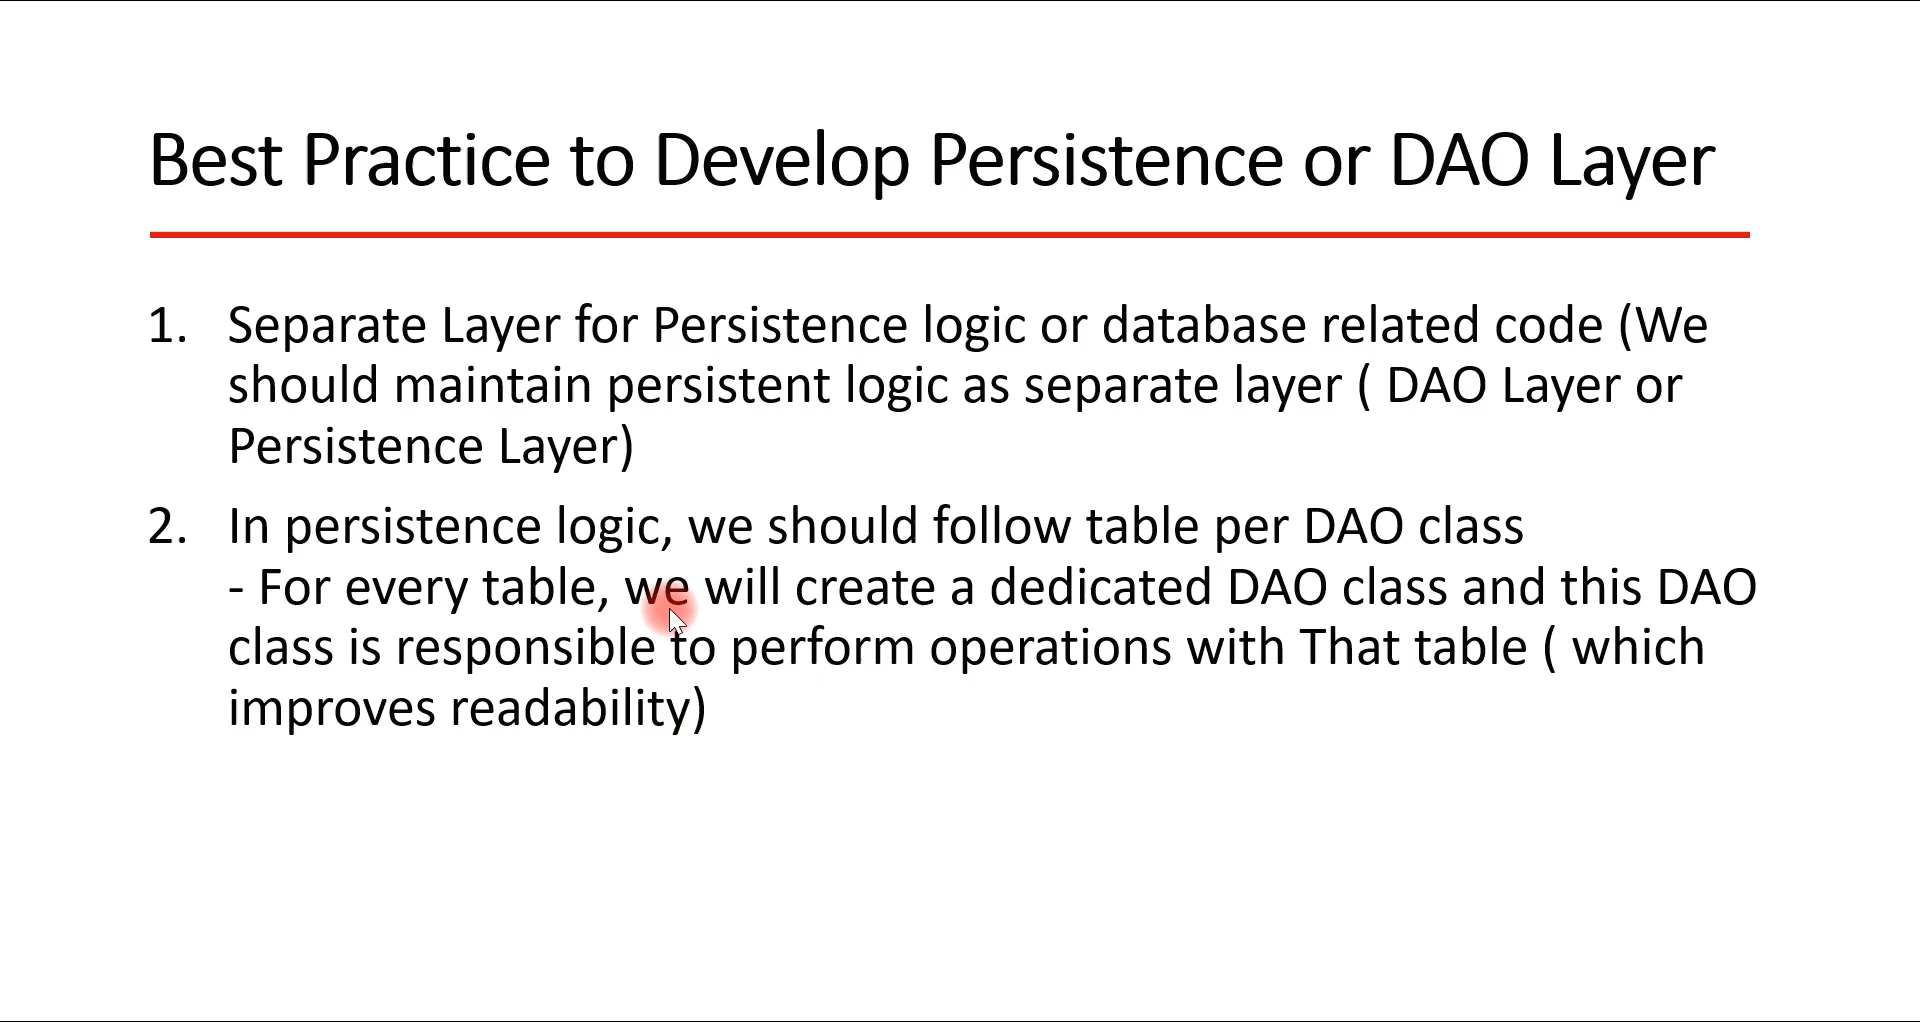 Best Practice to Develop Persistence or DAO Layer
1. Separate Layer for Persistence logic or database related code (We
should maintain persistent logic as separate layer ( DAO Layer or
Persistence Layer)
2. In persistence logic, we should follow table per DAO class
- For every table, we will create a dedicated DAO class and this DAO
class is responsible to perform operations with That table ( which
improves readability)